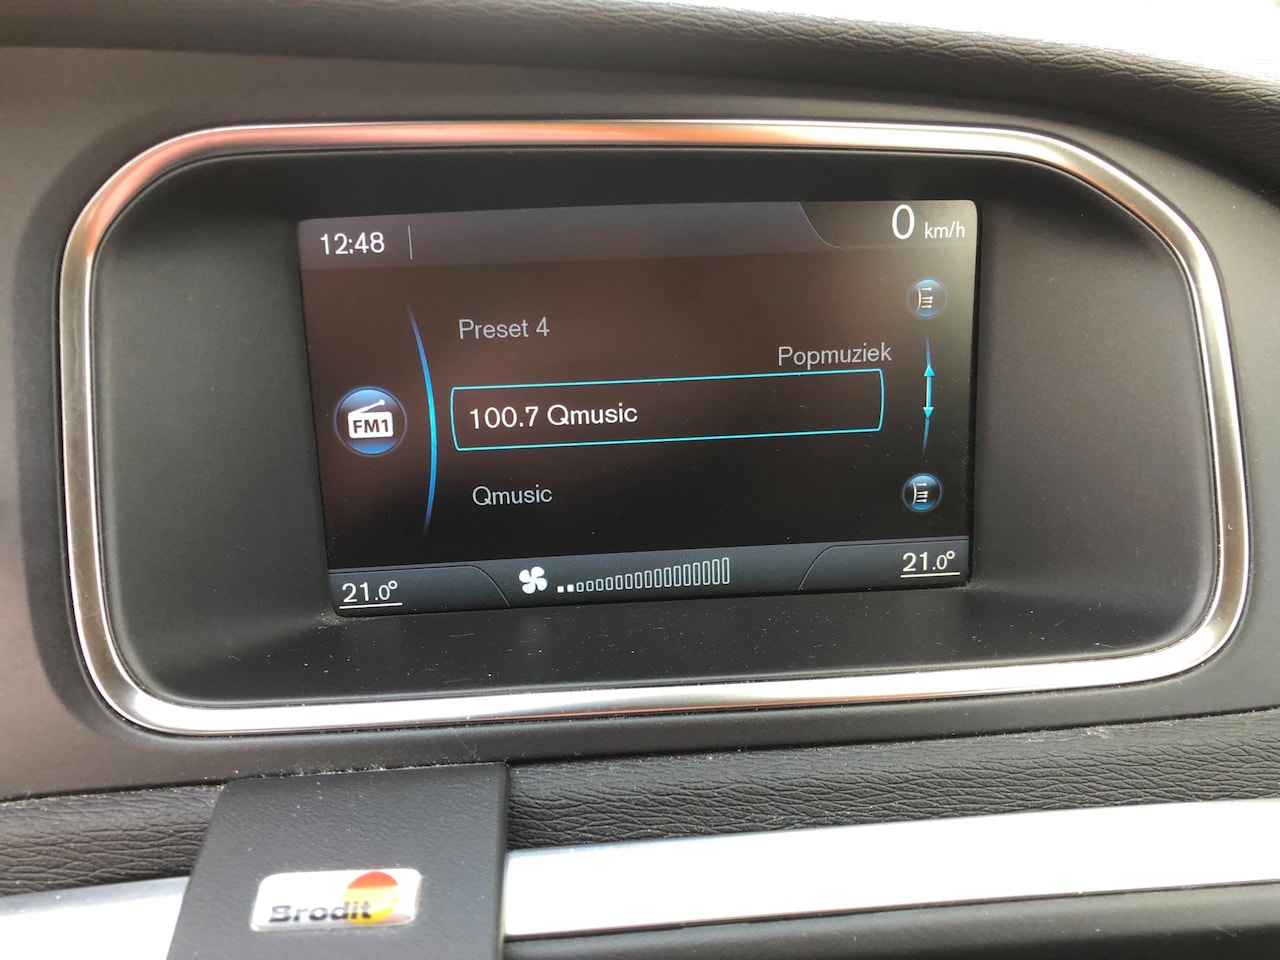 12:48
0 km/h
Preset 4
Popmuziek
FM1
100.7 Qmusic
Qmusic
21.0°
21.0°
Brodit